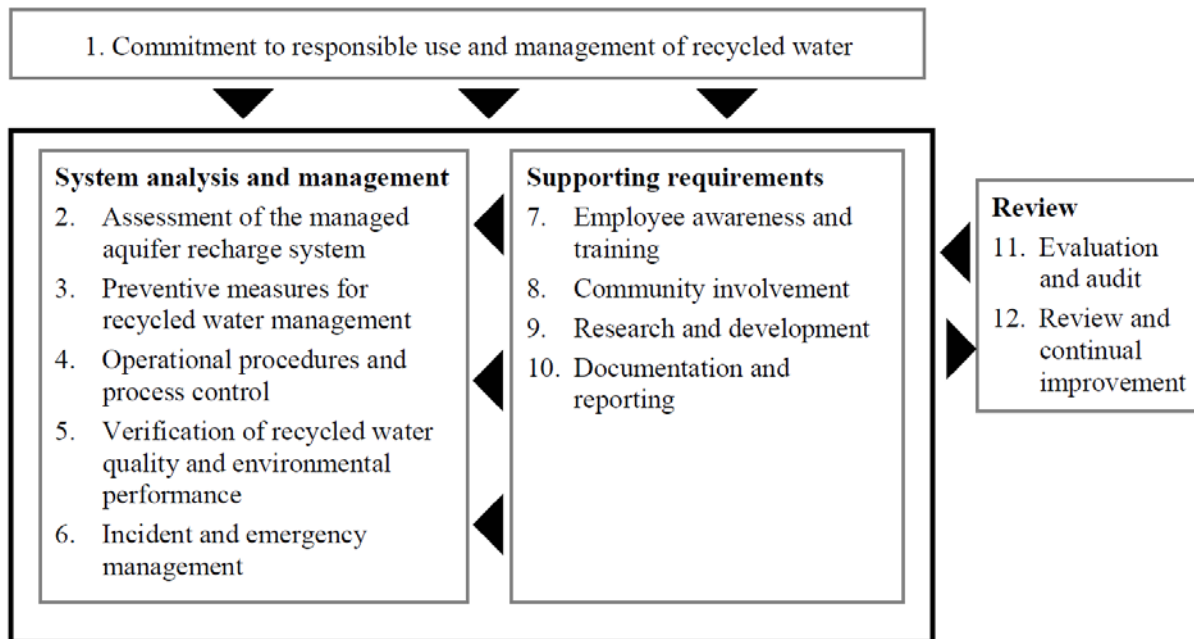 1. Commitment to responsible use and management of recycled water
System analysis and management
2. Assessment of the managed
aquifer recharge system
3. Preventive measures for
recycled water management
4. Operational procedures and
process control
5. Verification of recycled water
quality and environmental
performance
6. Incident and emergency
management
Supporting requirements
7. Employee awareness and
training
8. Community involvement
9. Research and development
10. Documentation and
reporting
Review
11. Evaluation
and audit
12. Review and
continual
improvement